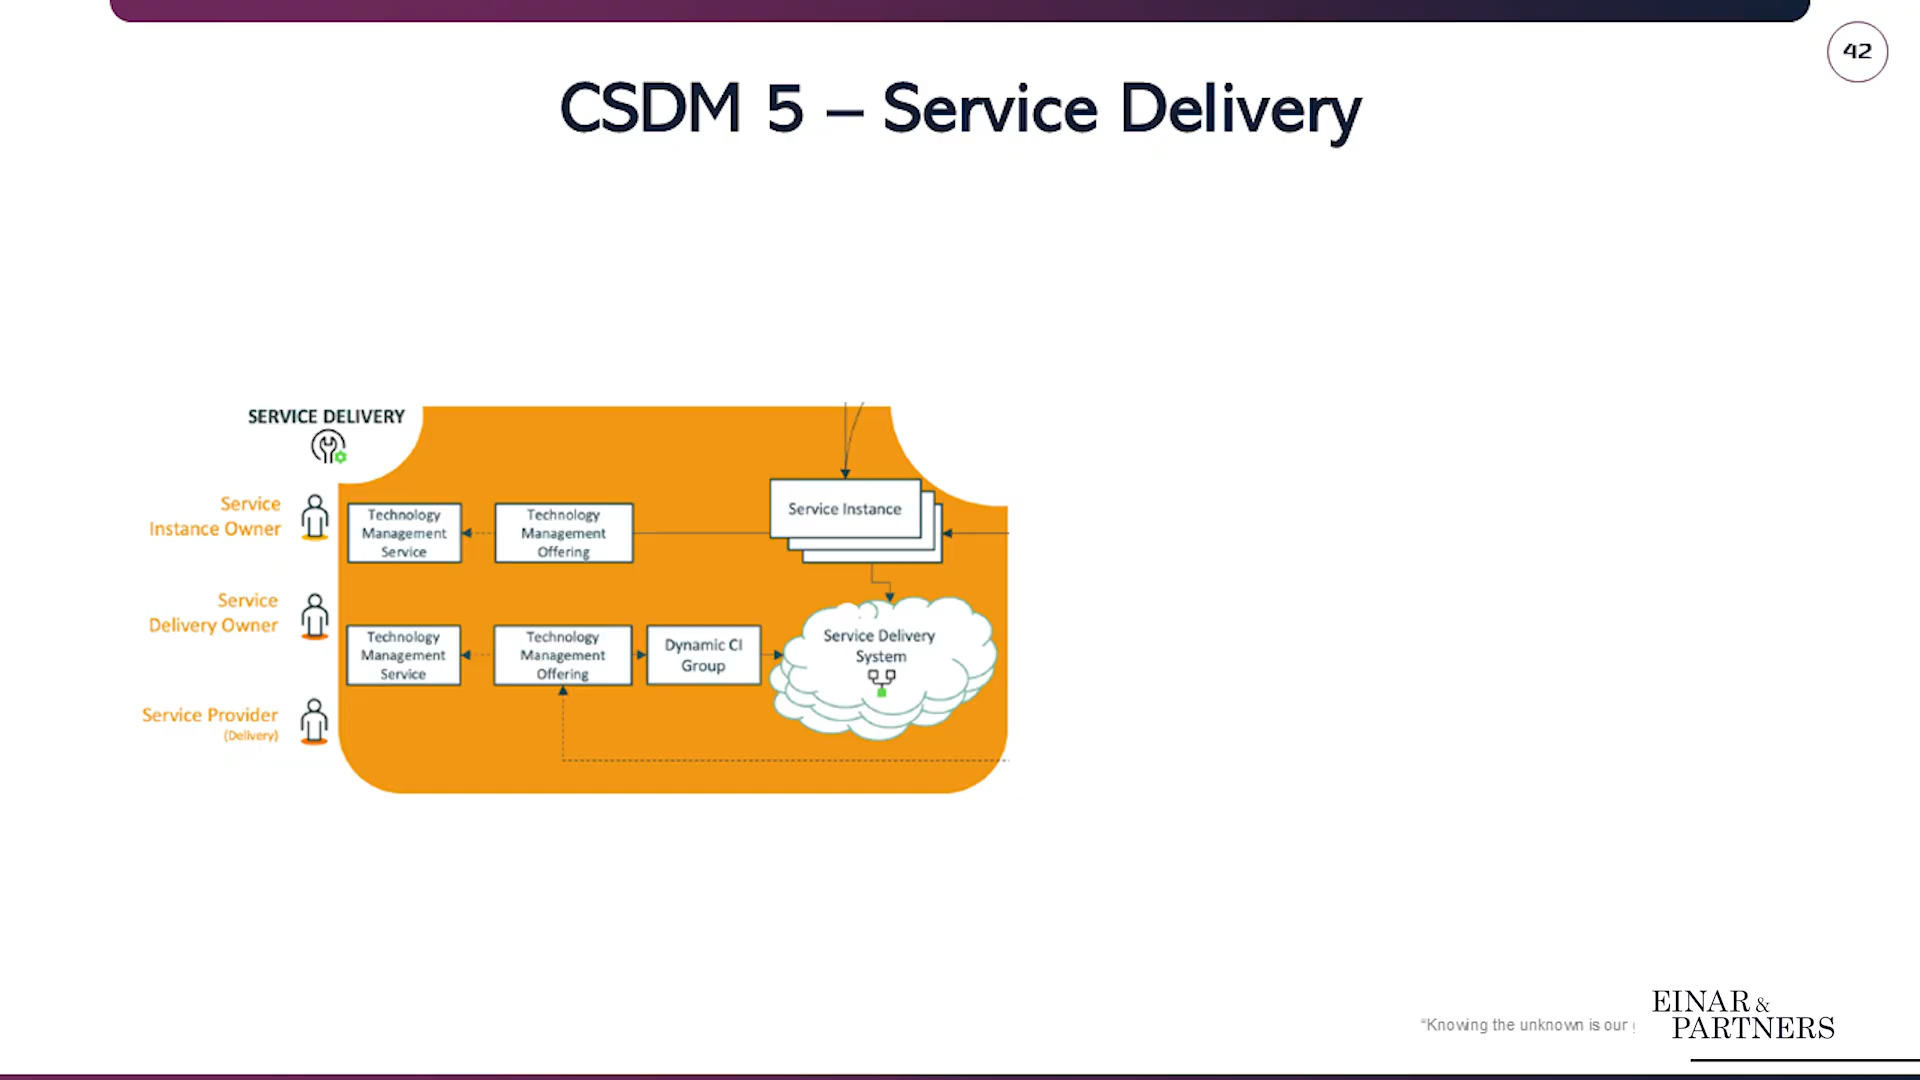 42
CSDM 5 – Service Delivery
SERVICE DELIVERY
Service
Instance Owner
Technology
Management
Service
Technology
Management
Offering
Service Instance
Service
Delivery Owner
Technology
Management
Service
Technology
Management
Offering
Dynamic CI
Group
Service Delivery
System
Service Provider
(Delivery)
“Knowing the unknown is our
EINAR &
PARTNERS